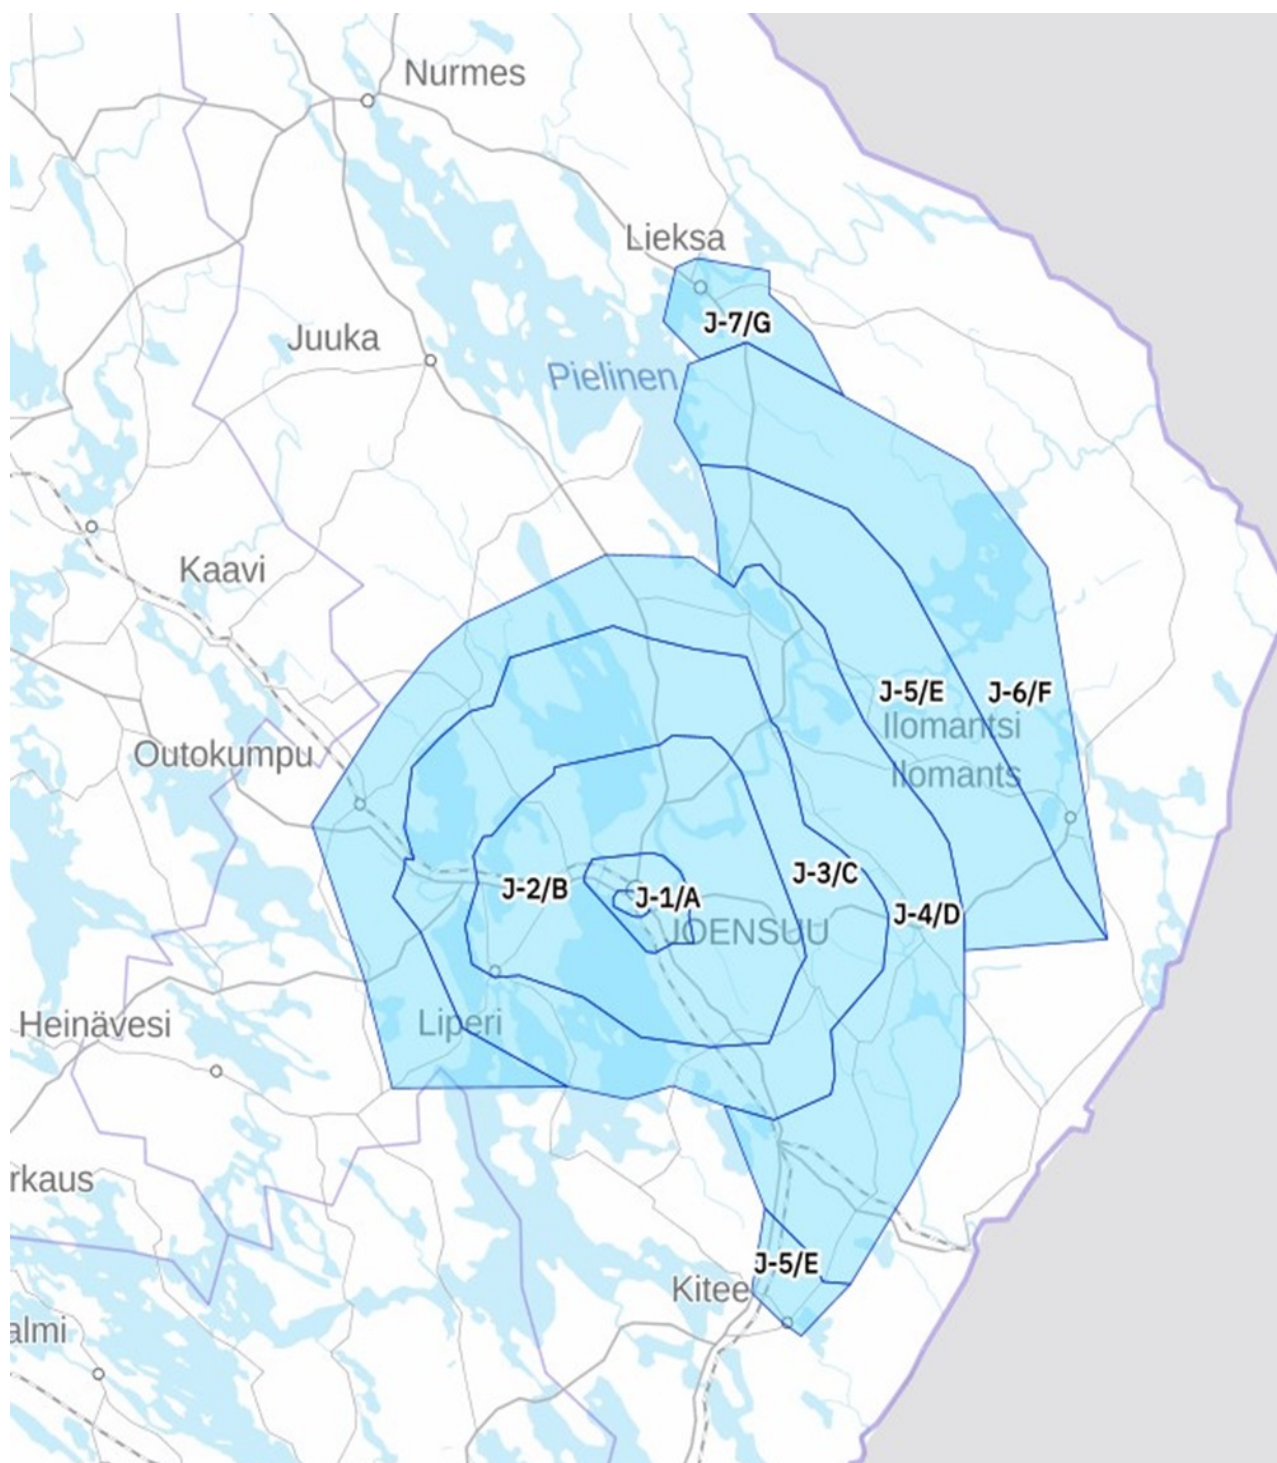 Nurmes
Lieksa
J-7/G
Juuka
Pielinen
Kaavi
J-5/E
J-6/F
Ilomantsi
Outokumpu
Ilomants
J-3/C
J-2/B
J-1/A
J-4/D
JOENSUU
Heinävesi
Liperi
rkaus
J-5/E
Kitee
almi